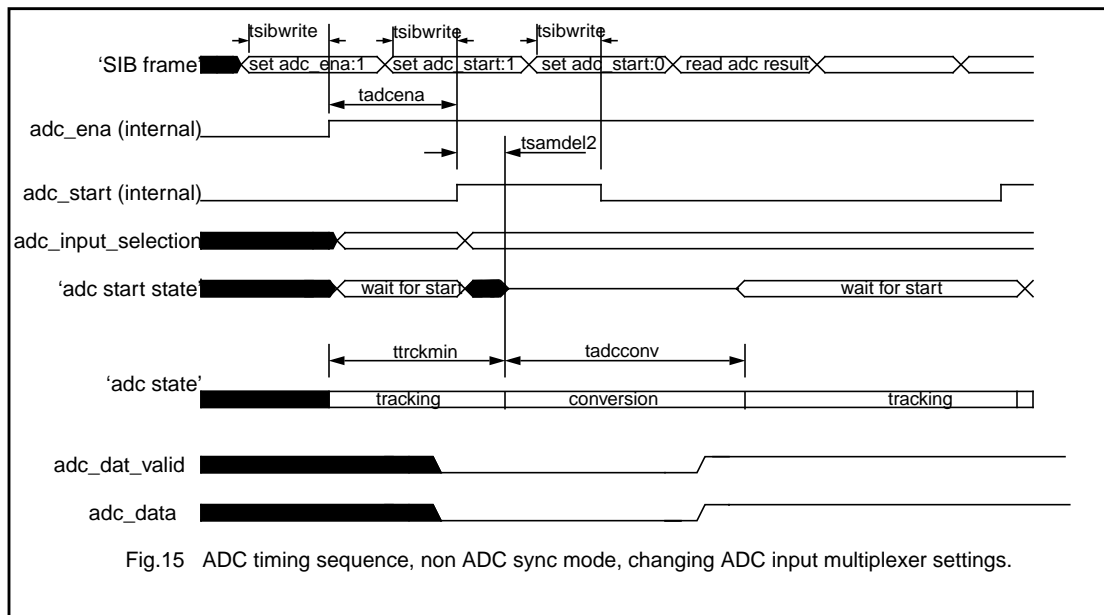 tsibwrite tsibwrite tsibwrite
‘SIB frame’ set adc_ena:1 set adc_start:1 set adc_start:0 read adc result
tadcena
adc_ena (internal)
tsamdel2
adc_start (internal)
adc_input_selection
‘adc start state’ wait for start wait for start
ttrckmin tadcconv
‘adc state’ tracking conversion tracking
adc_dat_valid
adc_data
Fig.15 ADC timing sequence, non ADC sync mode, changing ADC input multiplexer settings.